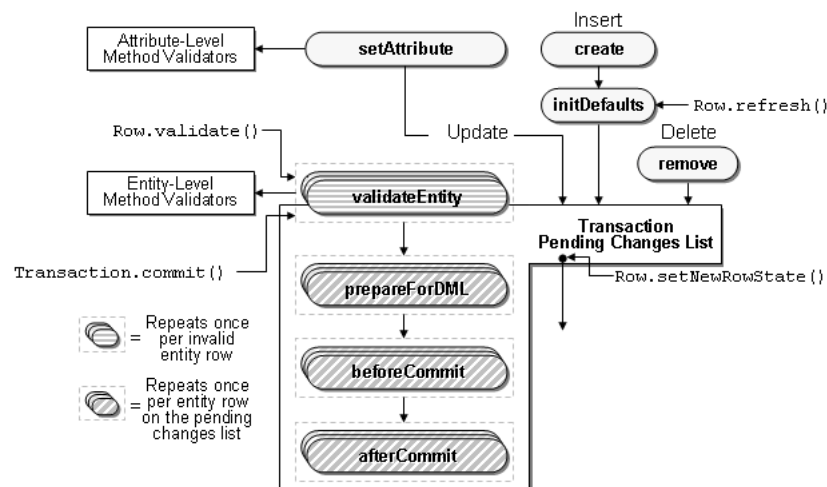 Insert
Attribute-Level
Method Validators
setAttribute
create
initDefaults
Row.refresh()
Row.validate()
Update
Delete
remove
Entity-Level
Method Validators
validateEntity
Transaction
Pending Changes List
Transaction.commit()
Row.setNewRowState()
prepareForDML
= Repeats once
per invalid
entity row
beforeCommit
= Repeats once
per entity row
on the pending
changes list
afterCommit